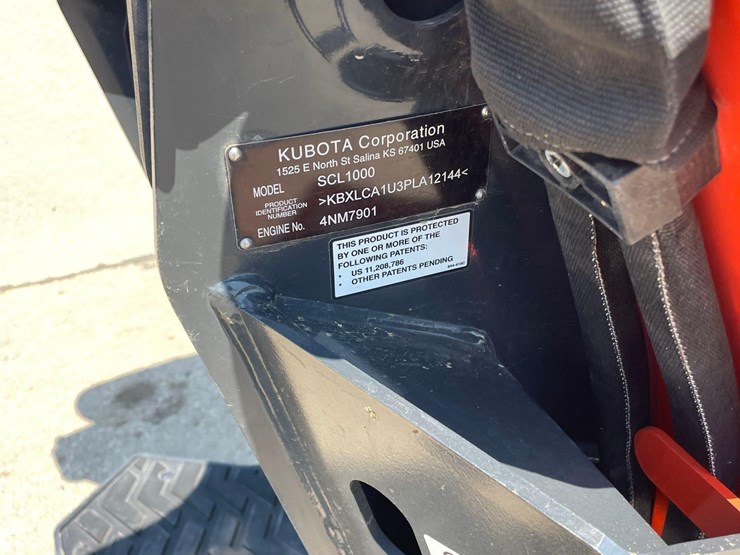 KUBOTA Corporation
1525 E North St Salina KS 67401 USA
MODEL SCL1000
PRODUCT IDENTIFICATION NUMBER >KBXLCA1U3PLA12144<
ENGINE No. 4NM7901
THIS PRODUCT IS PROTECTED
BY ONE OR MORE OF THE
FOLLOWING PATENTS:
• US 11,208,786
• OTHER PATENTS PENDING